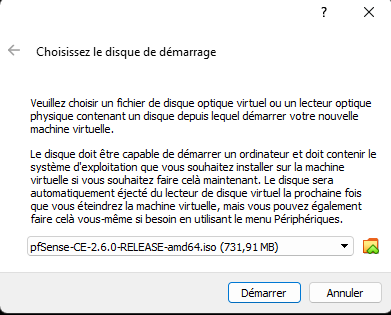 ?
Choisissez le disque de démarrage
Veuillez choisir un fichier de disque optique virtuel ou un lecteur optique
physique contenant un disque depuis lequel démarrer votre nouvelle
machine virtuelle.
Le disque doit être capable de démarrer un ordinateur et doit contenir le
système d'exploitation que vous souhaitez installer sur la machine
virtuelle si vous souhaitez faire celà maintenant. Le disque sera
automatiquement éjecté du lecteur de disque virtuel la prochaine fois
que vous éteindrez la machine virtuelle, mais vous pouvez également
faire celà vous-même si besoin en utilisant le menu Périphériques.
pfSense-CE-2.6.0-RELEASE-amd64.iso (731,91 MB)
Démarrer
Annuler